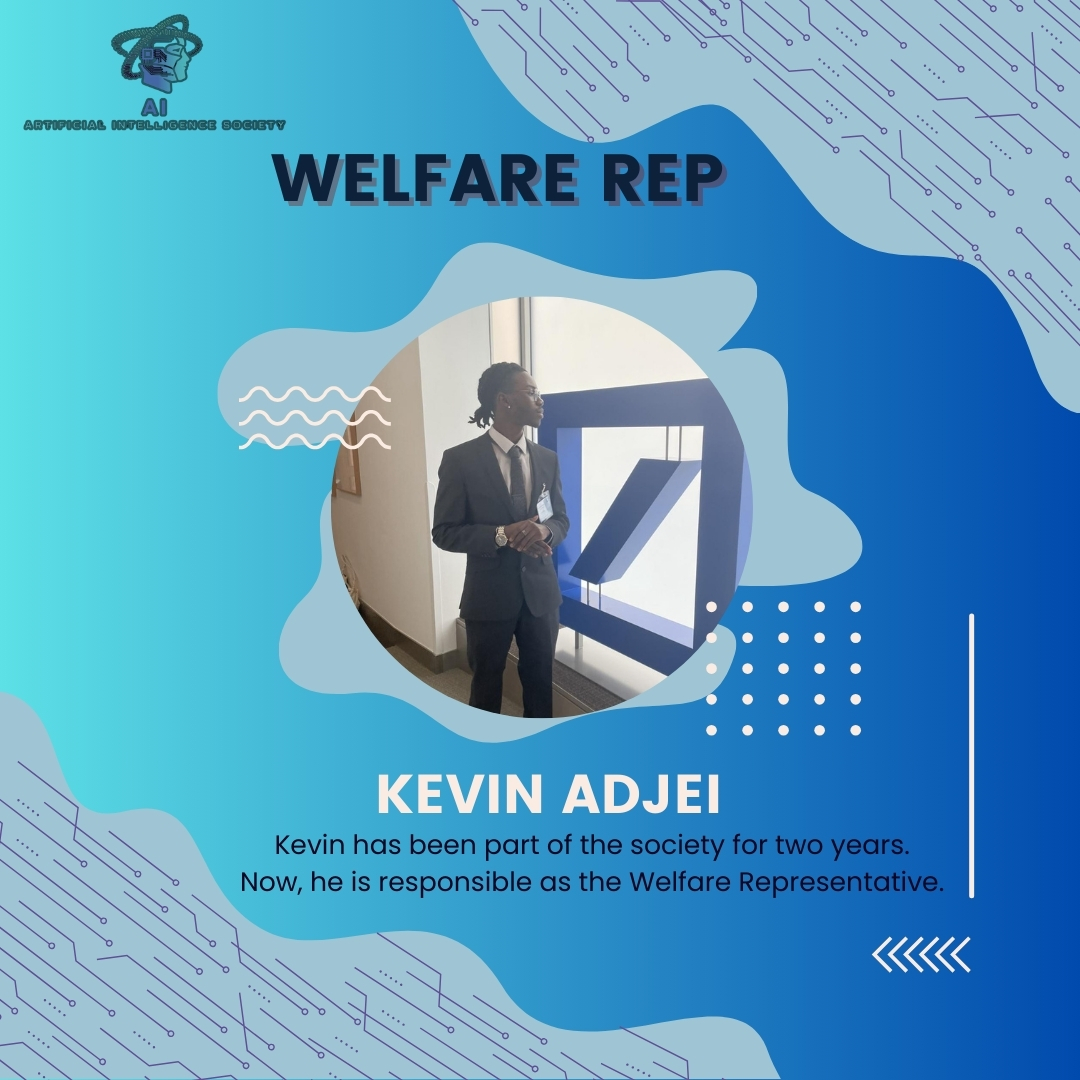 AI
ARTIFICIAL INTELLIGENCE SOCIETY
WELFARE REP
KEVIN ADJEI
Kevin has been part of the society for two years.
Now, he is responsible as the Welfare Representative.